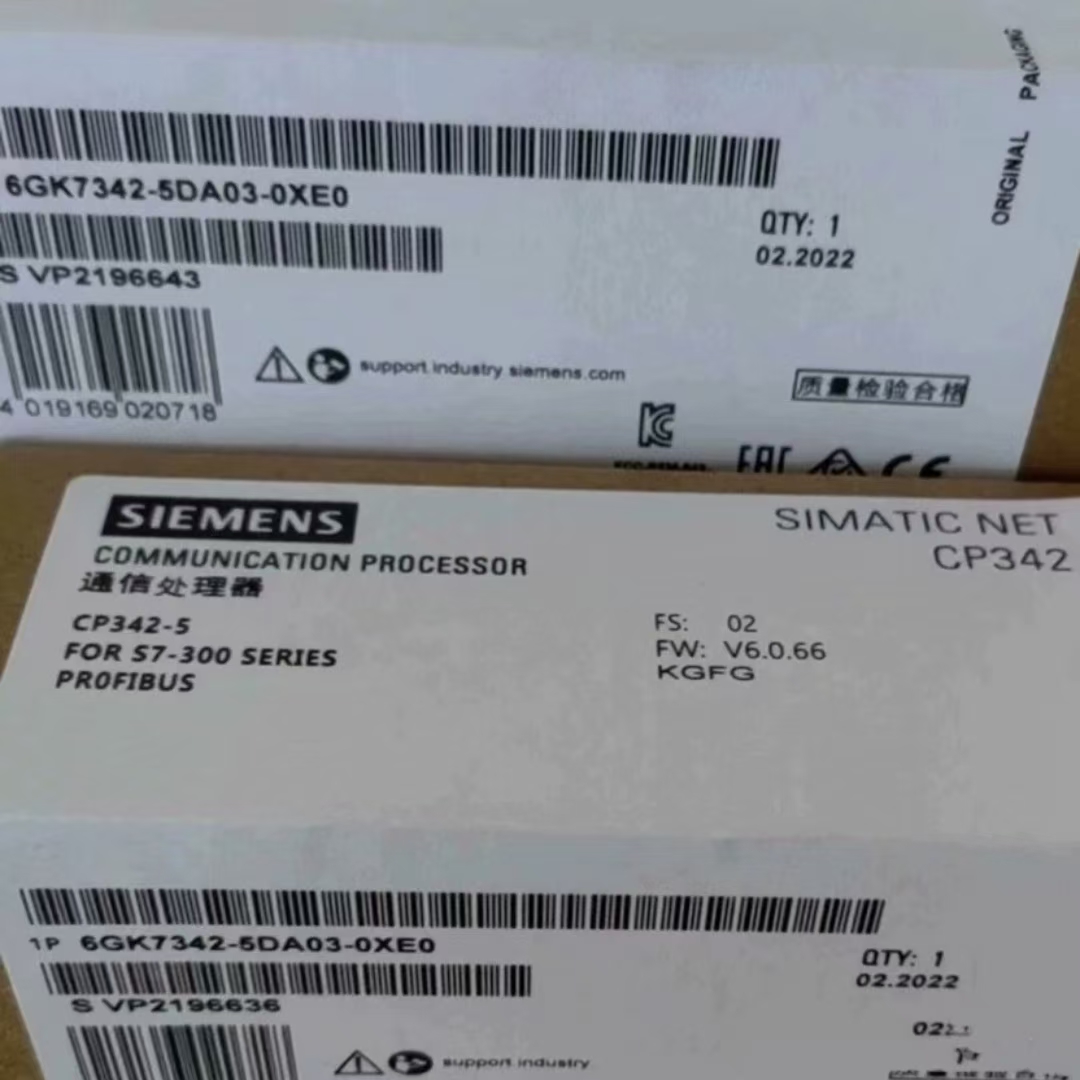 ORIGINAL PACKAGING
6GK7342-5DA03-0XE0
QTY: 1
02.2022
S VP2196643
support.industry.siemens.com
质量检验合格
4 019169 020718
EAC
CE
SIEMENS
SIMATIC NET
COMMUNICATION PROCESSOR
CP342
通信处理器
CP342-5
FS: 02
FOR S7-300 SERIES
FW: V6.0.66
PROFIBUS
KGFG
1P 6GK7342-5DA03-0XE0
QTY: 1
02.2022
S VP2196636
support.industry